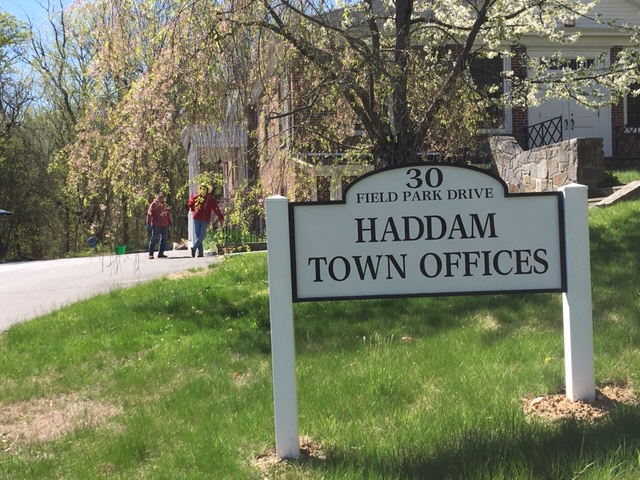 30
FIELD PARK DRIVE
HADDAM
TOWN OFFICES